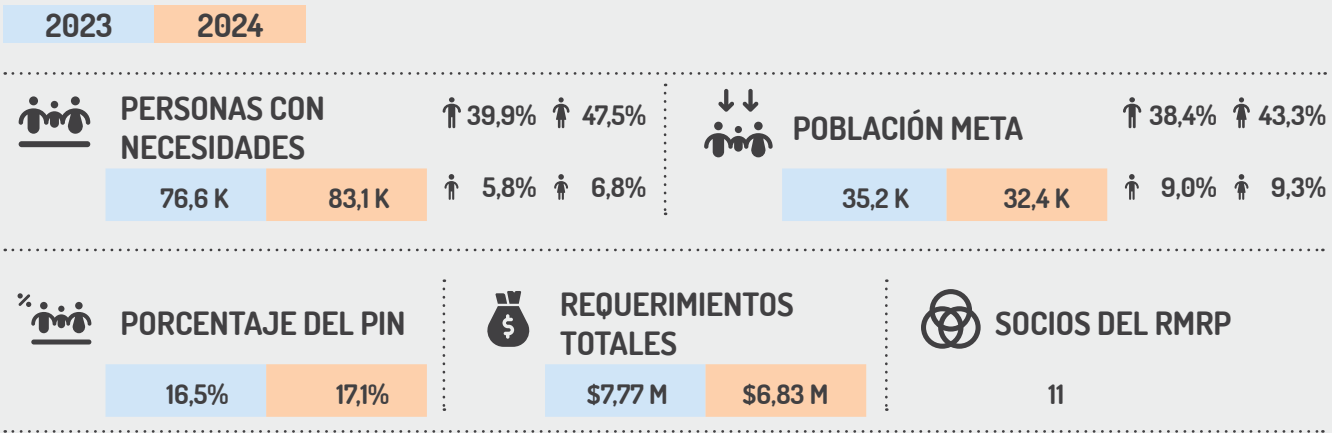 2023 2024
PERSONAS CON
NECESIDADES
39,9% 47,5%
76,6 K 83,1 K
5,8% 6,8%
POBLACIÓN META
38,4% 43,3%
35,2 K 32,4 K
9,0% 9,3%
%
PORCENTAJE DEL PIN
16,5% 17,1%
$
REQUERIMIENTOS
TOTALES
$7,77 M $6,83 M
SOCIOS DEL RMRP
11